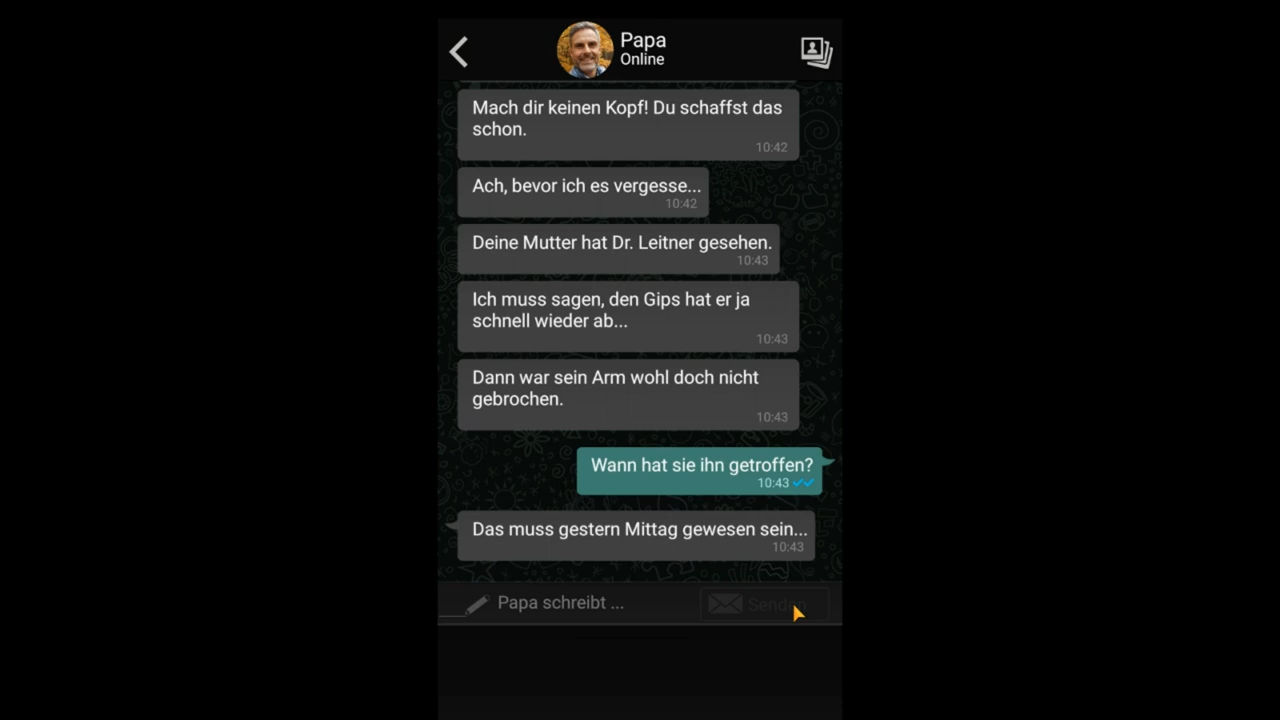 Papa
Online
Mach dir keinen Kopf! Du schaffst das
schon.
10:42
Ach, bevor ich es vergesse...
10:42
Deine Mutter hat Dr. Leitner gesehen.
10:43
Ich muss sagen, den Gips hat er ja
schnell wieder ab...
10:43
Dann war sein Arm wohl doch nicht
gebrochen.
10:43
Wann hat sie ihn getroffen?
10:43
Das muss gestern Mittag gewesen sein...
10:43
Papa schreibt ...
Senden